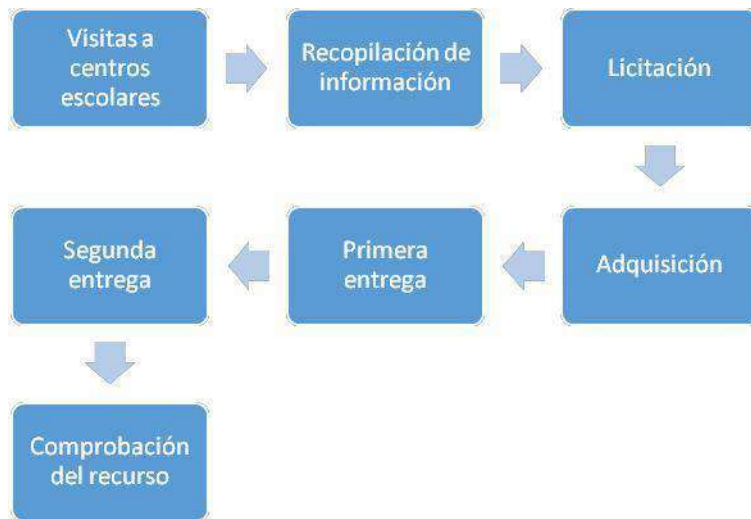 Visitas a
centros
escolares
Recopilación de
información
Licitación
Adquisición
Primera
entrega
Segunda
entrega
Comprobación
del recurso